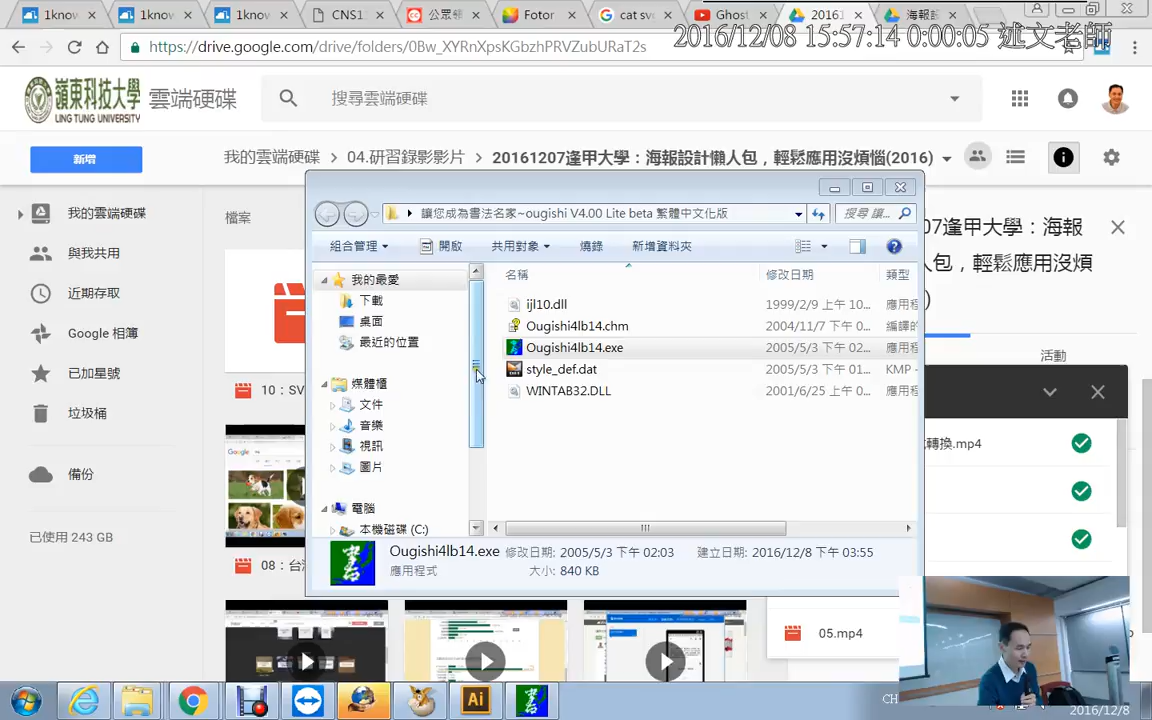 1know
1know
1know
CNS1
公眾領
Fotor
cat sv
Ghost
20161
海報設
https://drive.google.com/drive/folders/0Bw_XYRnXpsKGbzhPRVZubURaT2s
2016/12/08 15:57:14 0:00:05 述文老師
嶺東科技大學
LING TUNG UNIVERSITY
雲端硬碟
搜尋雲端硬碟
新增
我的雲端硬碟
04.研習錄影影片
20161207逢甲大學：海報設計懶人包，輕鬆應用沒煩惱(2016)
我的雲端硬碟
與我共用
近期存取
Google 相簿
已加星號
垃圾桶
備份
已使用 243 GB
檔案
10：SV
08：台
07逢甲大學：海報
人包，輕鬆應用沒煩
活動
讓您成為書法名家~ougishi V4.00 Lite beta 繁體中文化版
搜尋 讓...
組合管理
開啟
共用對象
燒錄
新增資料夾
我的最愛
下載
桌面
最近的位置
媒體櫃
文件
音樂
視訊
圖片
電腦
本機磁碟 (C:)
名稱
修改日期
類型
ijl10.dll
1999/2/9 上午 10...
應用程
Ougishi4lb14.chm
2004/11/7 下午 0...
編譯的
Ougishi4lb14.exe
2005/5/3 下午 02...
應用程
style_def.dat
2005/5/3 下午 01...
KMP -
WINTAB32.DLL
2001/6/25 上午 0...
應用程
Ougishi4lb14.exe
修改日期: 2005/5/3 下午 02:03
建立日期: 2016/12/8 下午 03:55
應用程式
大小: 840 KB
轉換.mp4
05.mp4
Ai
CH
2016/12/8